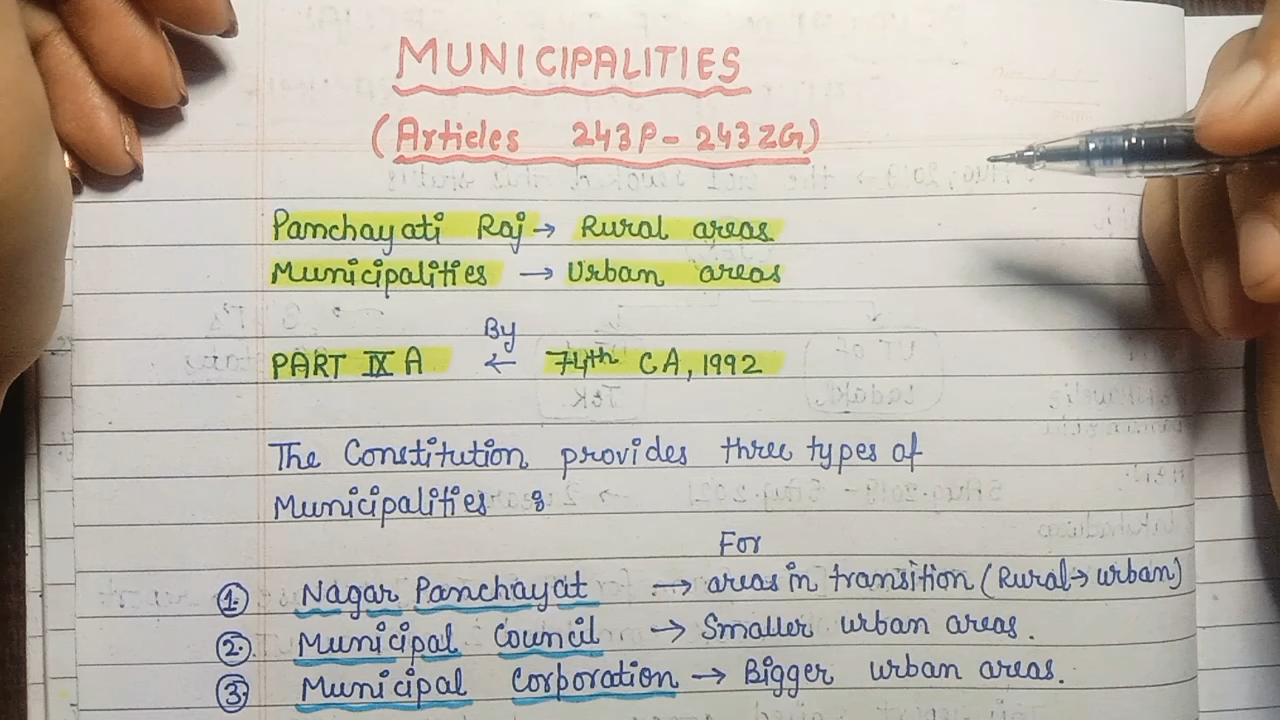 MUNICIPALITIES
(Articles 243P - 243ZG)
Panchayati Raj → Rural areas
Municipalities → Urban areas
By
PART IX A ← 74th CA, 1992
The Constitution provides three types of
Municipalities :
For
1. Nagar Panchayat → areas in transition (Rural → urban)
2. Municipal Council → Smaller urban areas.
3. Municipal Corporation → Bigger urban areas.